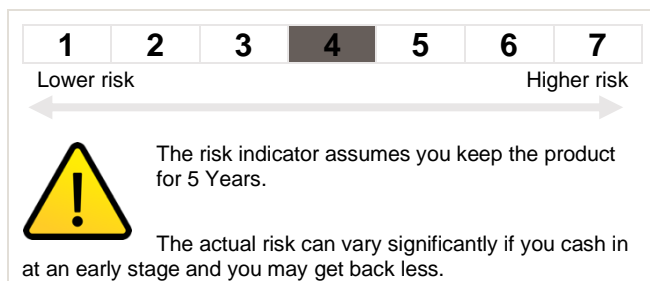 1 2 3 4 5 6 7
Lower risk Higher risk
The risk indicator assumes you keep the product
for 5 Years.
The actual risk can vary significantly if you cash in
at an early stage and you may get back less.